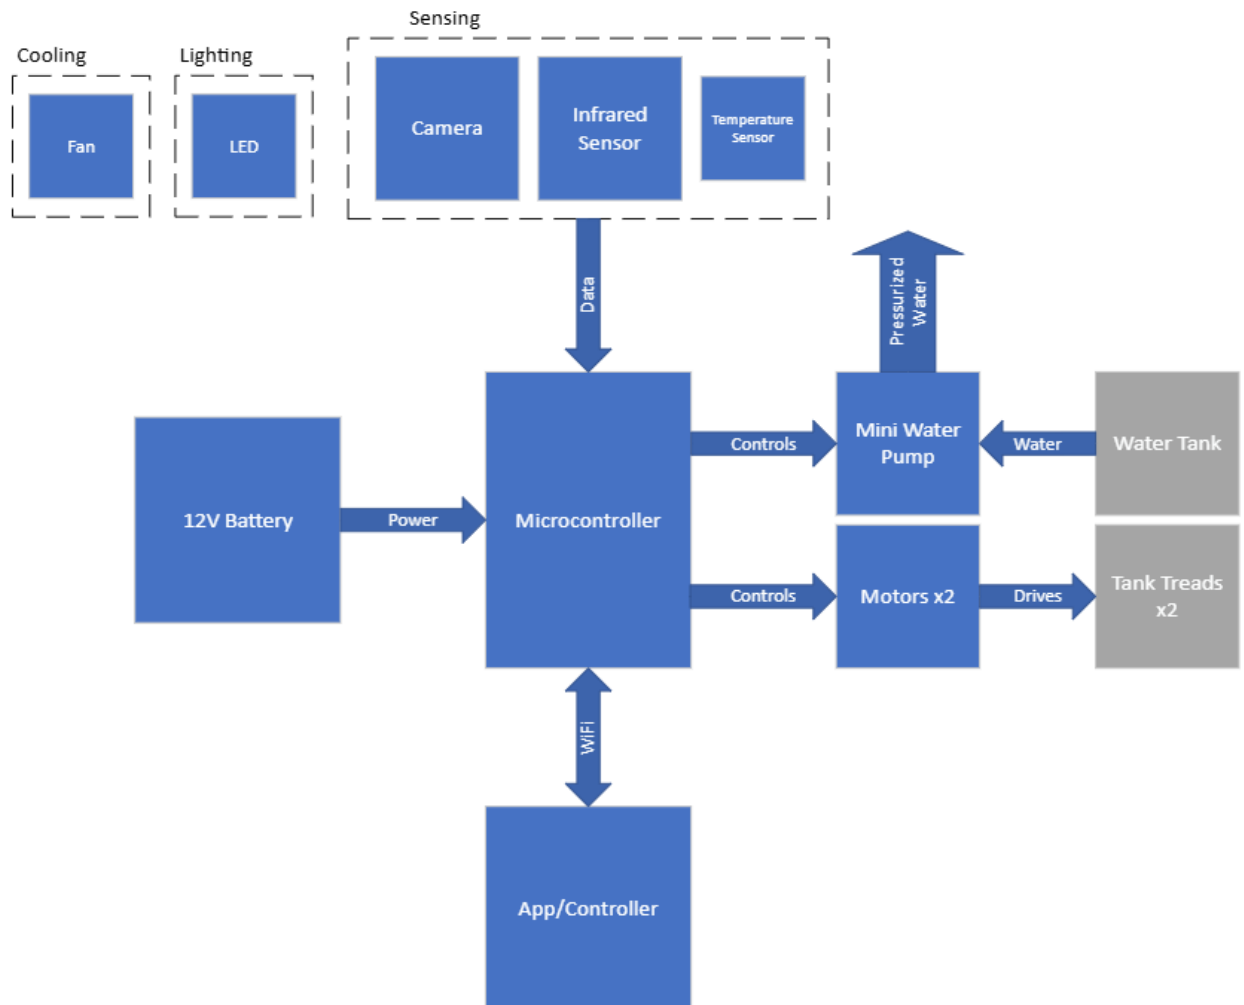 Sensing
Cooling
Lighting
Fan
LED
Camera
Infrared
Sensor
Temperature
Sensor
Data
Pressurized
Water
12V Battery
Power
Microcontroller
Controls
Mini Water
Pump
Water
Water Tank
Controls
Motors x2
Drives
Tank Treads
x2
WiFi
App/Controller